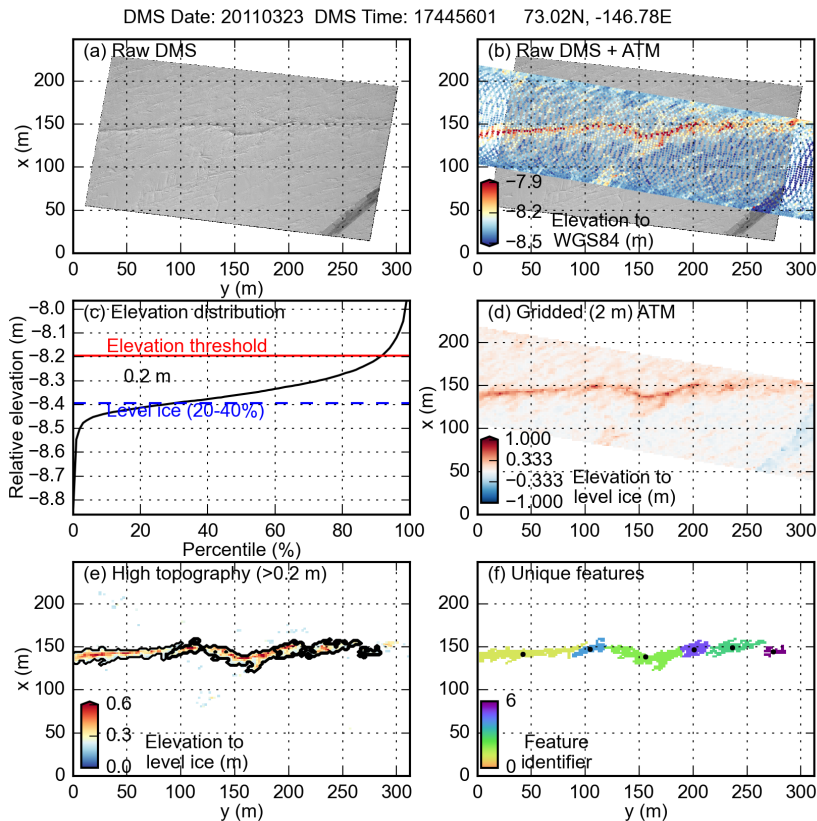 DMS Date: 20110323 DMS Time: 17445601 73.02N, -146.78E
(a) Raw DMS
200
150
100
50
0
x (m)
0 50 100 150 200 250 300
y (m)
(b) Raw DMS + ATM
200
150
100
50
0
x (m)
−7.9
−8.2
−8.5
Elevation to
WGS84 (m)
0 50 100 150 200 250 300
(c) Elevation distribution
−8.0
−8.1
−8.2
−8.3
−8.4
−8.5
−8.6
−8.7
−8.8
Relative elevation (m)
Elevation threshold
0.2 m
Level ice (20-40%)
0 20 40 60 80 100
Percentile (%)
(d) Gridded (2 m) ATM
200
150
100
50
0
x (m)
1.000
0.333
−0.333
−1.000
Elevation to
level ice (m)
0 50 100 150 200 250 300
(e) High topography (>0.2 m)
200
150
100
50
0
x (m)
0.6
0.3
0.0
Elevation to
level ice (m)
0 50 100 150 200 250 300
y (m)
(f) Unique features
200
150
100
50
0
x (m)
6
0
Feature
identifier
0 50 100 150 200 250 300
y (m)